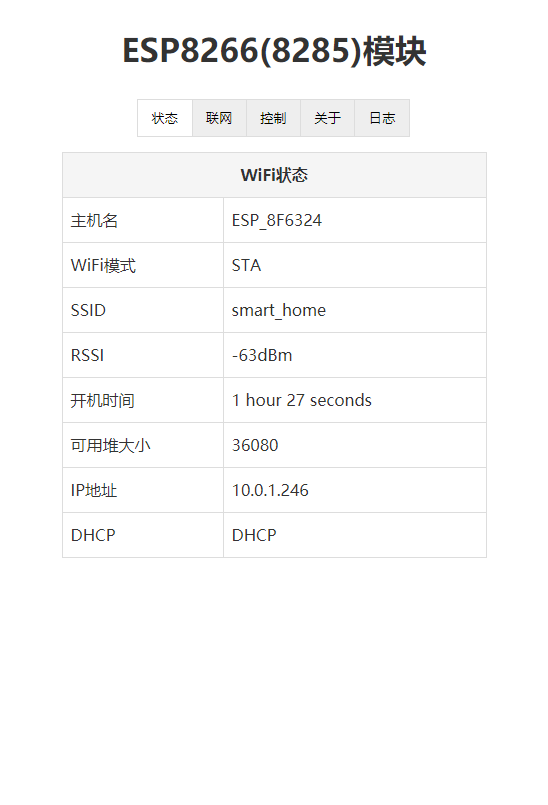 ESP8266(8285)模块
状态 联网 控制 关于 日志
WiFi状态
主机名 ESP_8F6324
WiFi模式 STA
SSID smart_home
RSSI -63dBm
开机时间 1 hour 27 seconds
可用堆大小 36080
IP地址 10.0.1.246
DHCP DHCP